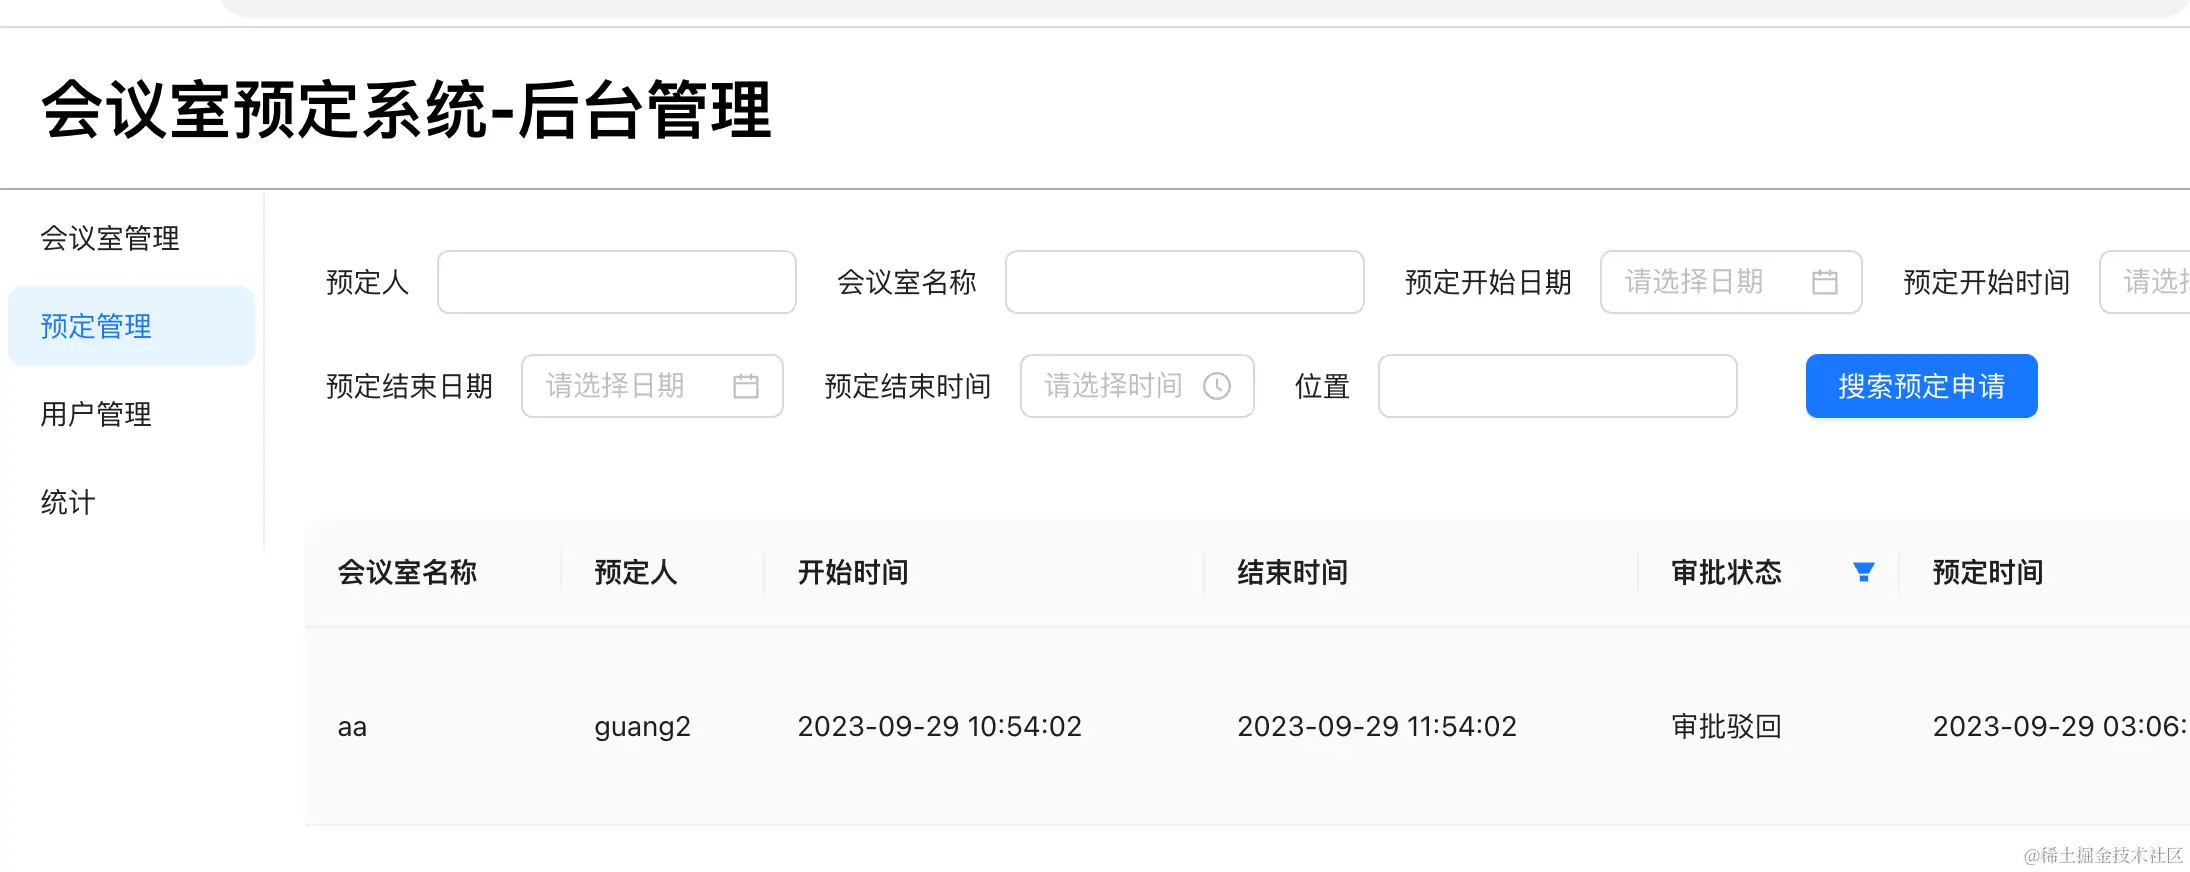 会议室预定系统-后台管理
会议室管理
预定管理
用户管理
统计
预定人 会议室名称 预定开始日期 请选择日期 预定开始时间 请选
预定结束日期 请选择日期 预定结束时间 请选择时间 位置 搜索预定申请
会议室名称 预定人 开始时间 结束时间 审批状态 预定时间
aa guang2 2023-09-29 10:54:02 2023-09-29 11:54:02 审批驳回 2023-09-29 03:06:
@稀土掘金技术社区